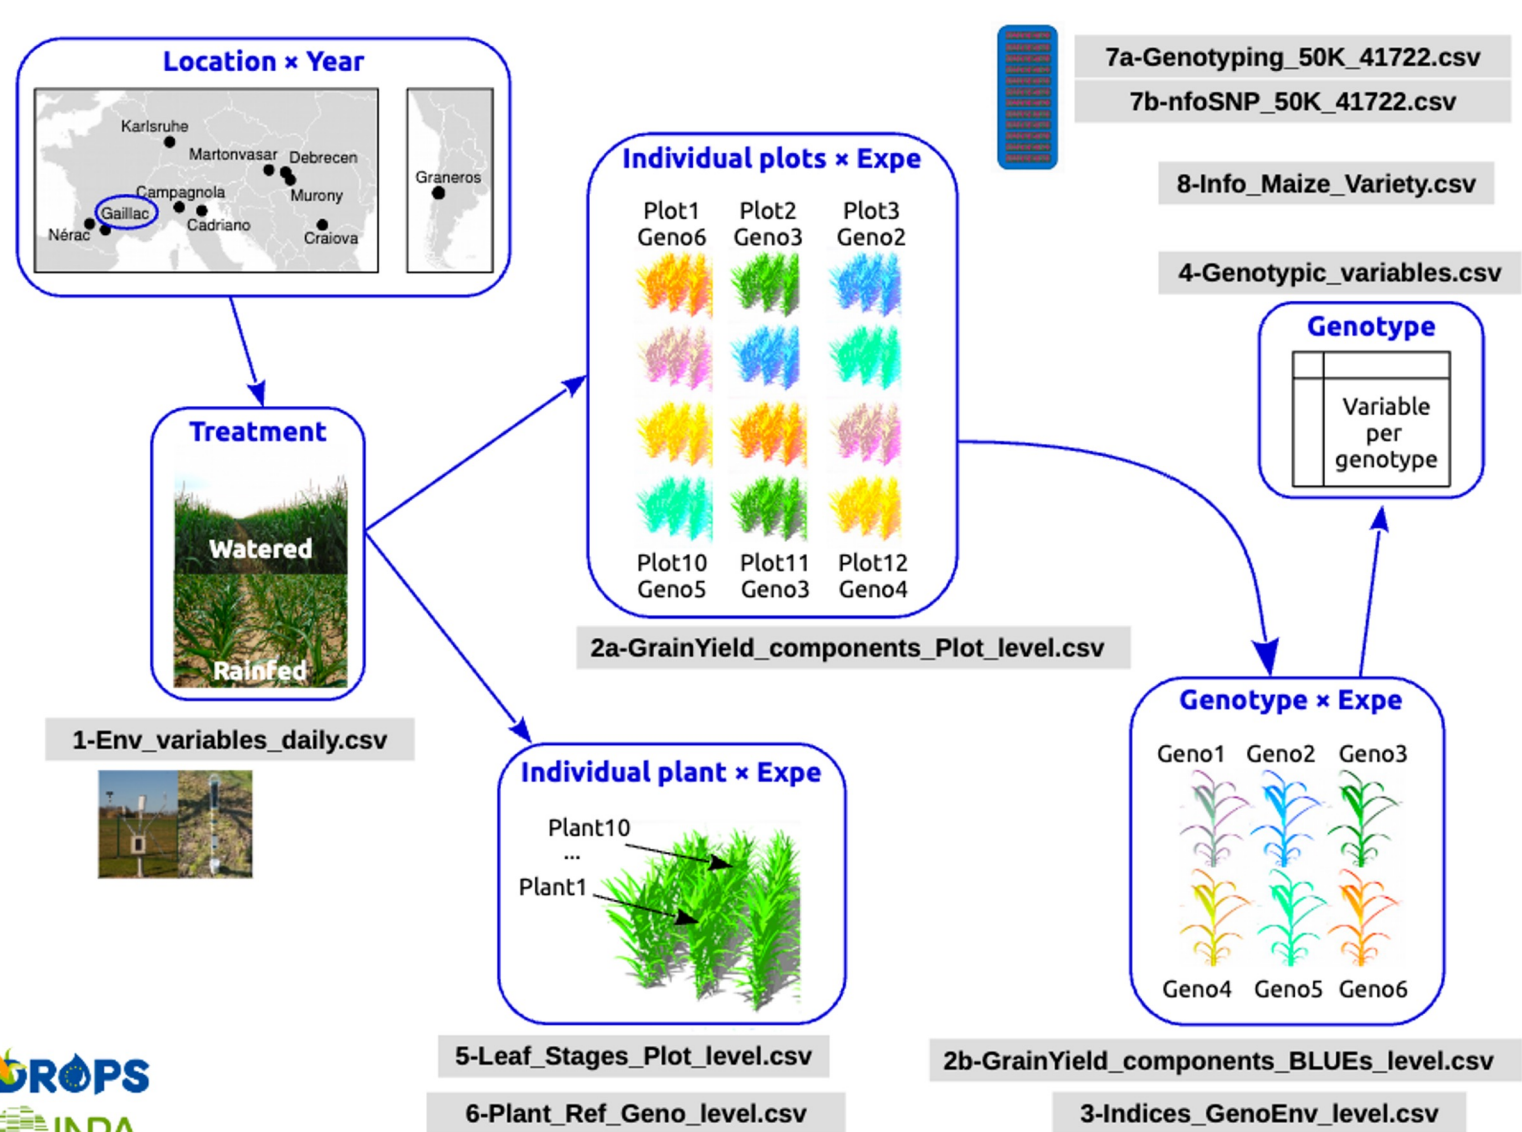 Location × Year
Karlsruhe
Martonvasar
Debrecen
Campagnola
Murony
Gaillac
Cadriano
Nérac
Craiova
Graneros
Treatment
Watered
Rainfed
1-Env_variables_daily.csv
Individual plots × Expe
Plot1 Plot2 Plot3
Geno6 Geno3 Geno2
Plot10 Plot11 Plot12
Geno5 Geno3 Geno4
2a-GrainYield_components_Plot_level.csv
Individual plant × Expe
Plant10
...
Plant1
5-Leaf_Stages_Plot_level.csv
6-Plant_Ref_Geno_level.csv
7a-Genotyping_50K_41722.csv
7b-nfoSNP_50K_41722.csv
8-Info_Maize_Variety.csv
4-Genotypic_variables.csv
Genotype
Variable
per
genotype
Genotype × Expe
Geno1 Geno2 Geno3
Geno4 Geno5 Geno6
2b-GrainYield_components_BLUEs_level.csv
3-Indices_GenoEnv_level.csv
DROPS